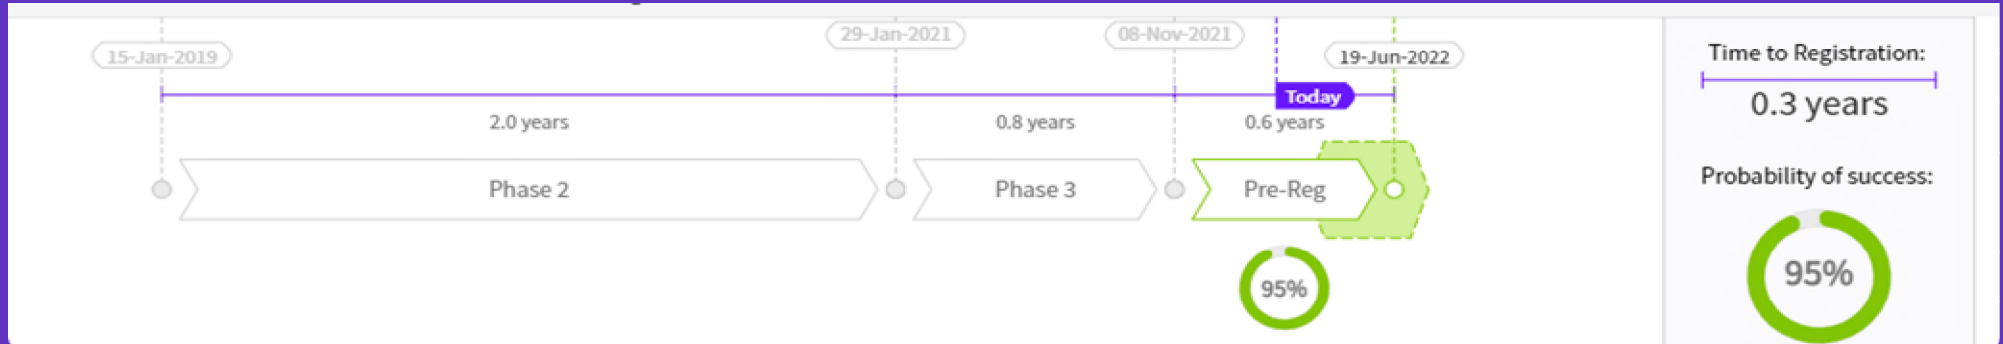 15-Jan-2019
29-Jan-2021
08-Nov-2021
19-Jun-2022
Today
2.0 years
0.8 years
0.6 years
Phase 2
Phase 3
Pre-Reg
95%
Time to Registration:
0.3 years
Probability of success:
95%